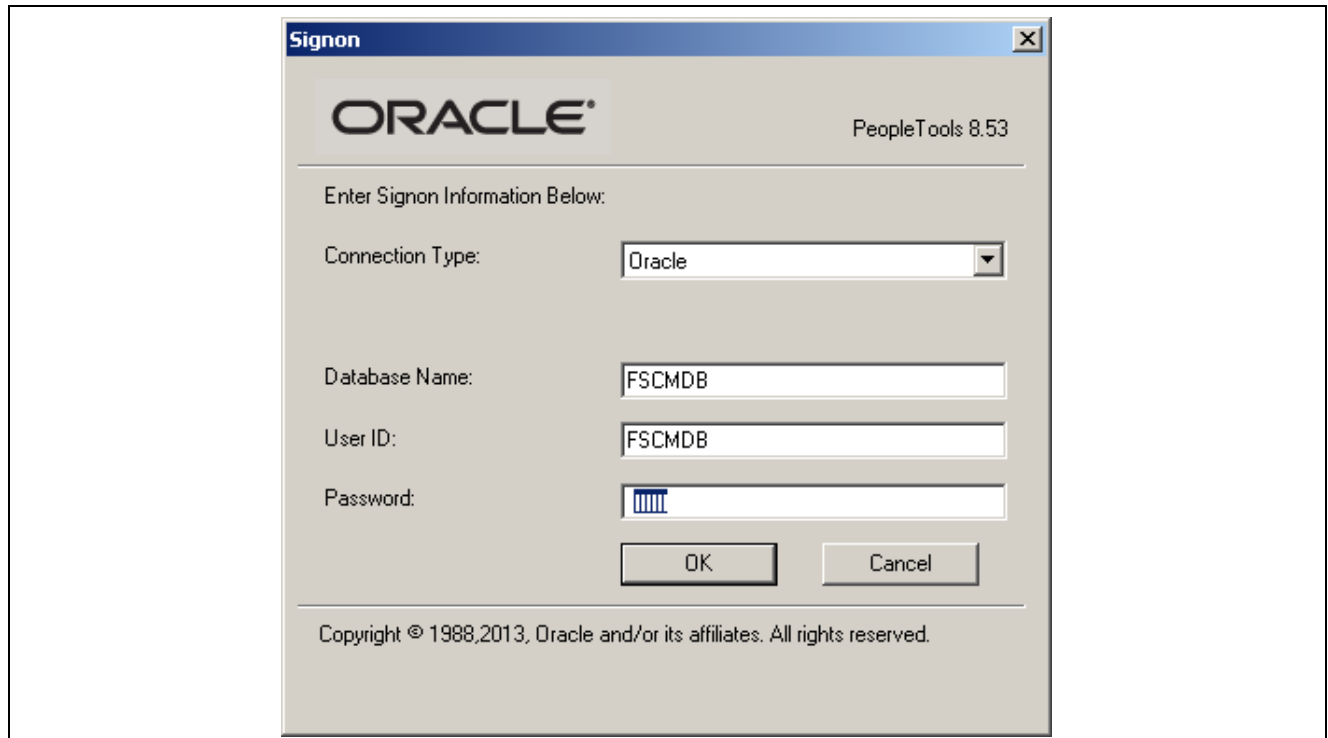 Signon
ORACLE®
PeopleTools 8.53
Enter Signon Information Below:
Connection Type: Oracle
Database Name: FSCMDB
User ID: FSCMDB
Password:
OK Cancel
Copyright © 1988,2013, Oracle and/or its affiliates. All rights reserved.